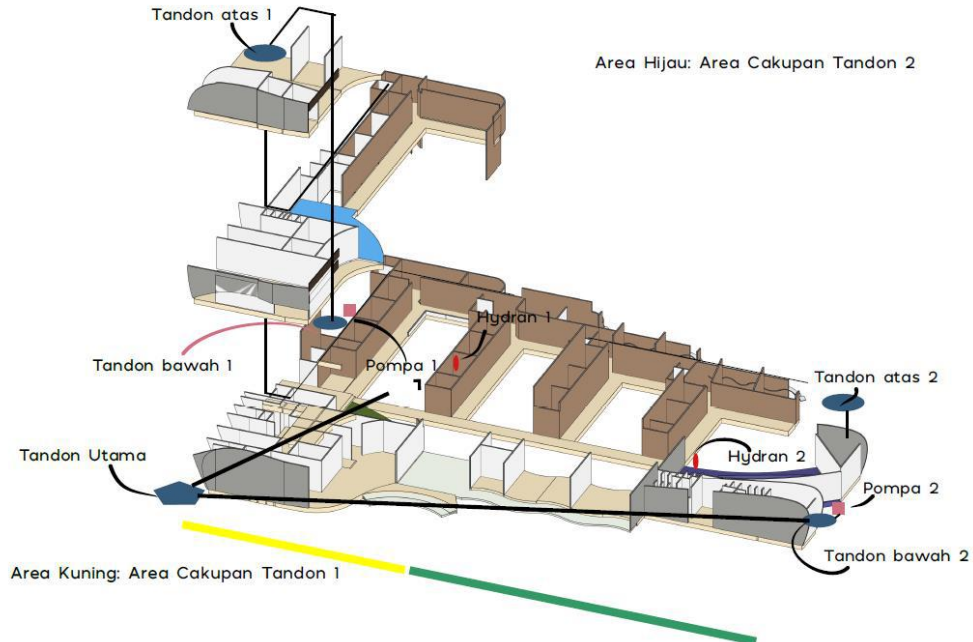 Tandon atas 1
Area Hijau: Area Cakupan Tandon 2
Hydran 1
Tandon bawah 1
Pompa 1
Tandon atas 2
Tandon Utama
Hydran 2
Pompa 2
Tandon bawah 2
Area Kuning: Area Cakupan Tandon 1